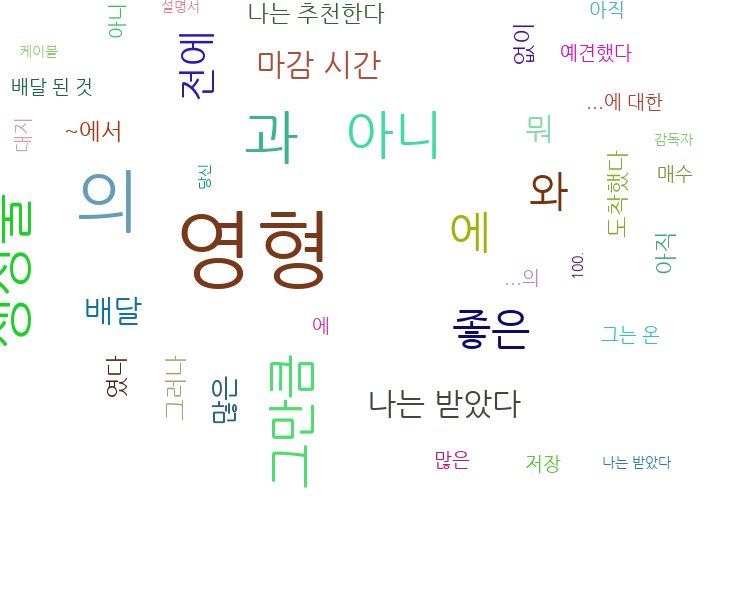 아니
설명서
나는 추천한다
아직
케이블
전에
마감 시간
없이
예견했다
배달 된 것
...에 대한
대지
~에서
과
아니
뭐
감독자
의
당신
와
도착했다
매수
영형
에
아직
...의
100.
배달
에
좋은
그는 온
였다
그러나
많은
그만큼
나는 받았다
많은
저장
나는 받았다